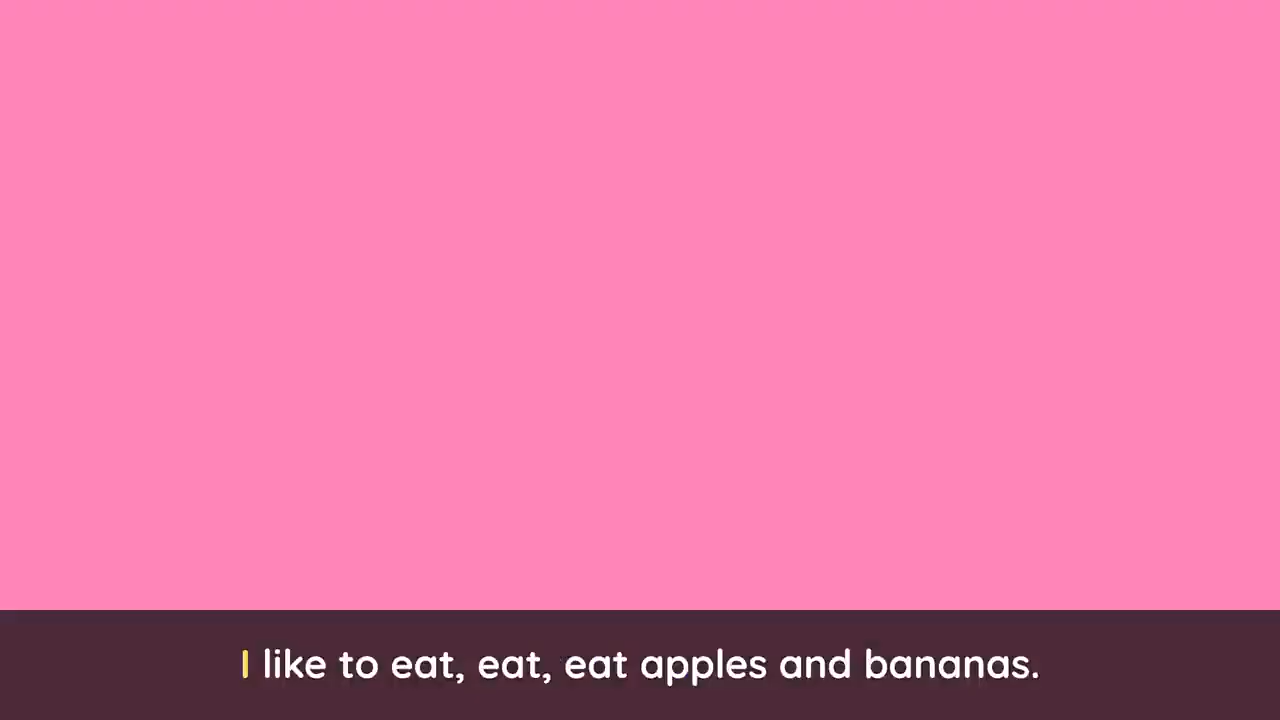 I like to eat, eat, eat apples and bananas.